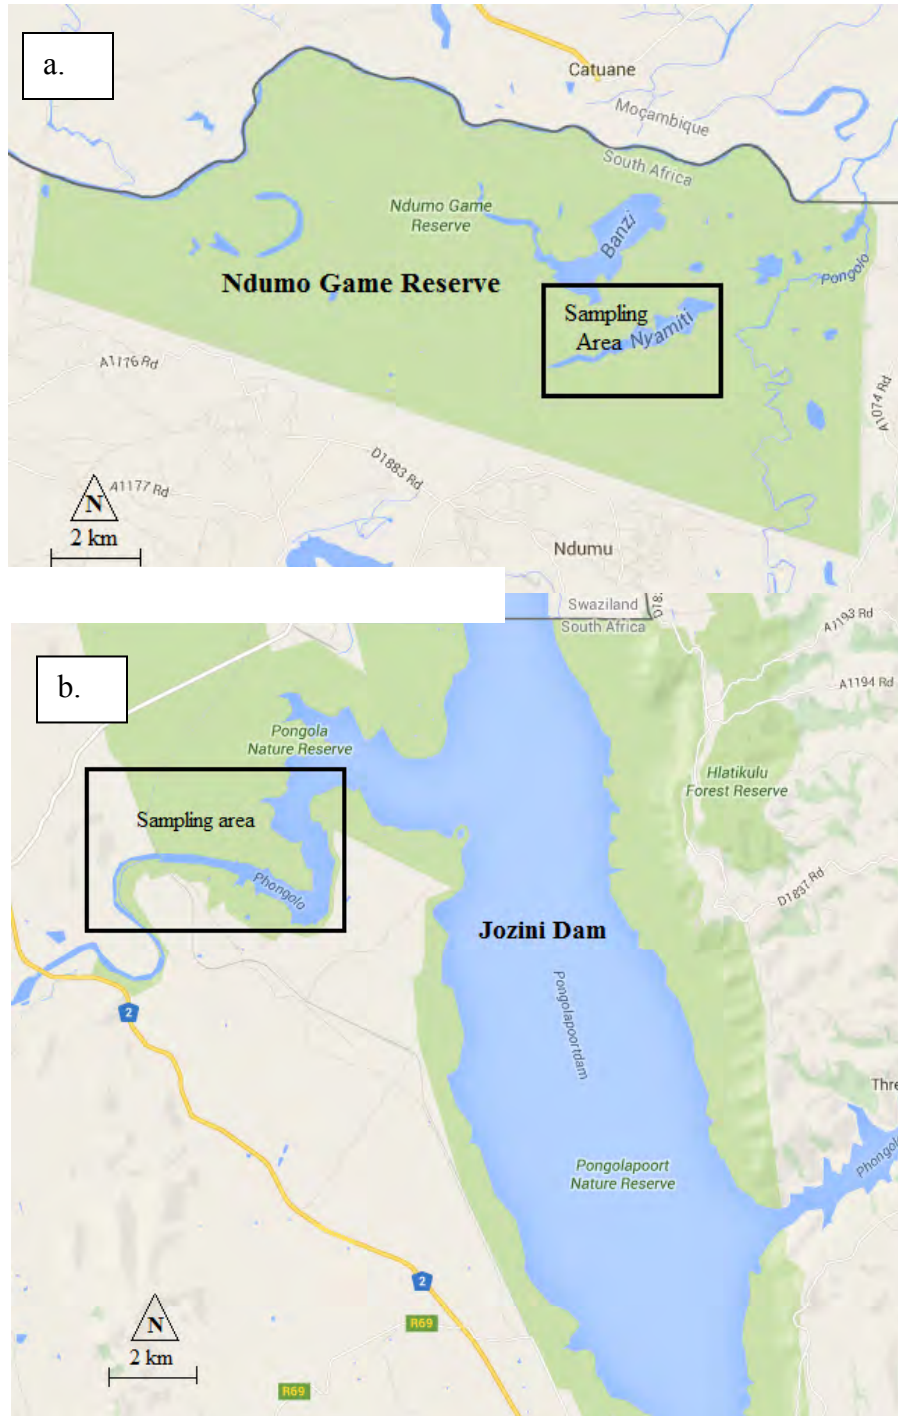 a.
Catuane
Moçambique
South Africa
Ndumo Game
Reserve
Banzi
Pongolo
Ndumo Game Reserve
Sampling
Area
Nyamiti
A1176 Rd
A1074 Rd
D1883 Rd
A1177 Rd
N
2 km
Ndumu
Swaziland
South Africa
A1193 Rd
b.
A1194 Rd
Pongola
Nature Reserve
Hlatikulu
Forest Reserve
Sampling area
Phongolo
D1837 Rd
Jozini Dam
Pongolapoortdam
2
Pongolapoort
Nature Reserve
2
N
2 km
R69
R69